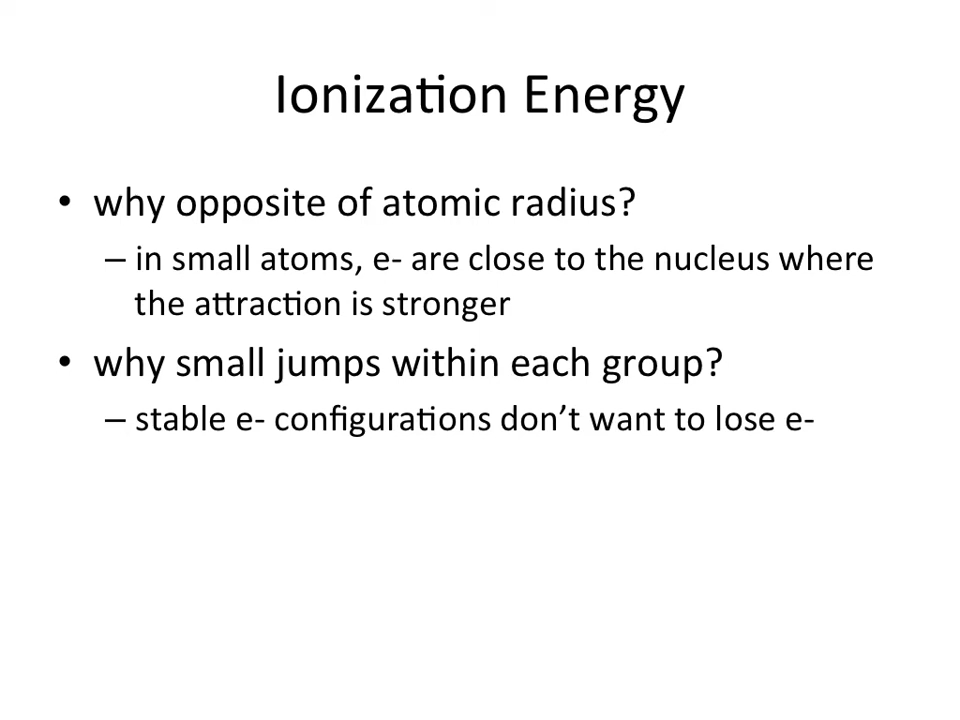 Ionization Energy
• why opposite of atomic radius?
– in small atoms, e- are close to the nucleus where
the attraction is stronger
• why small jumps within each group?
– stable e- configurations don’t want to lose e-